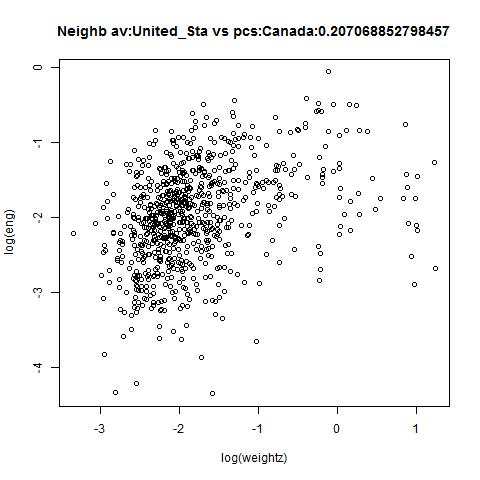 Neighb av:United_Sta vs pcs:Canada:0.207068852798457
0
-1
-2
-3
-4
log(eng)
-3 -2 -1 0 1
log(weightz)